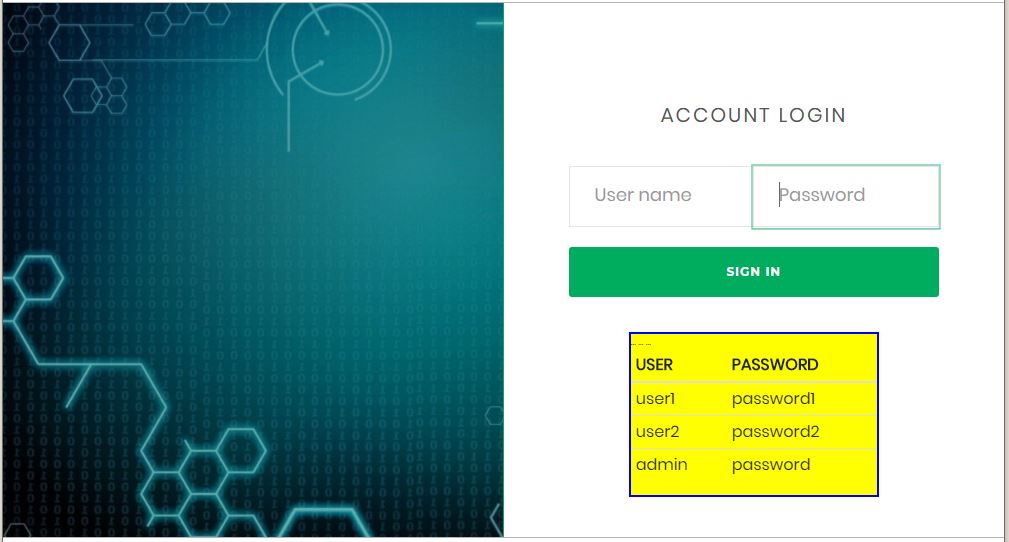 ACCOUNT LOGIN
User name Password
SIGN IN
... ... ...
USER PASSWORD
user1 password1
user2 password2
admin password